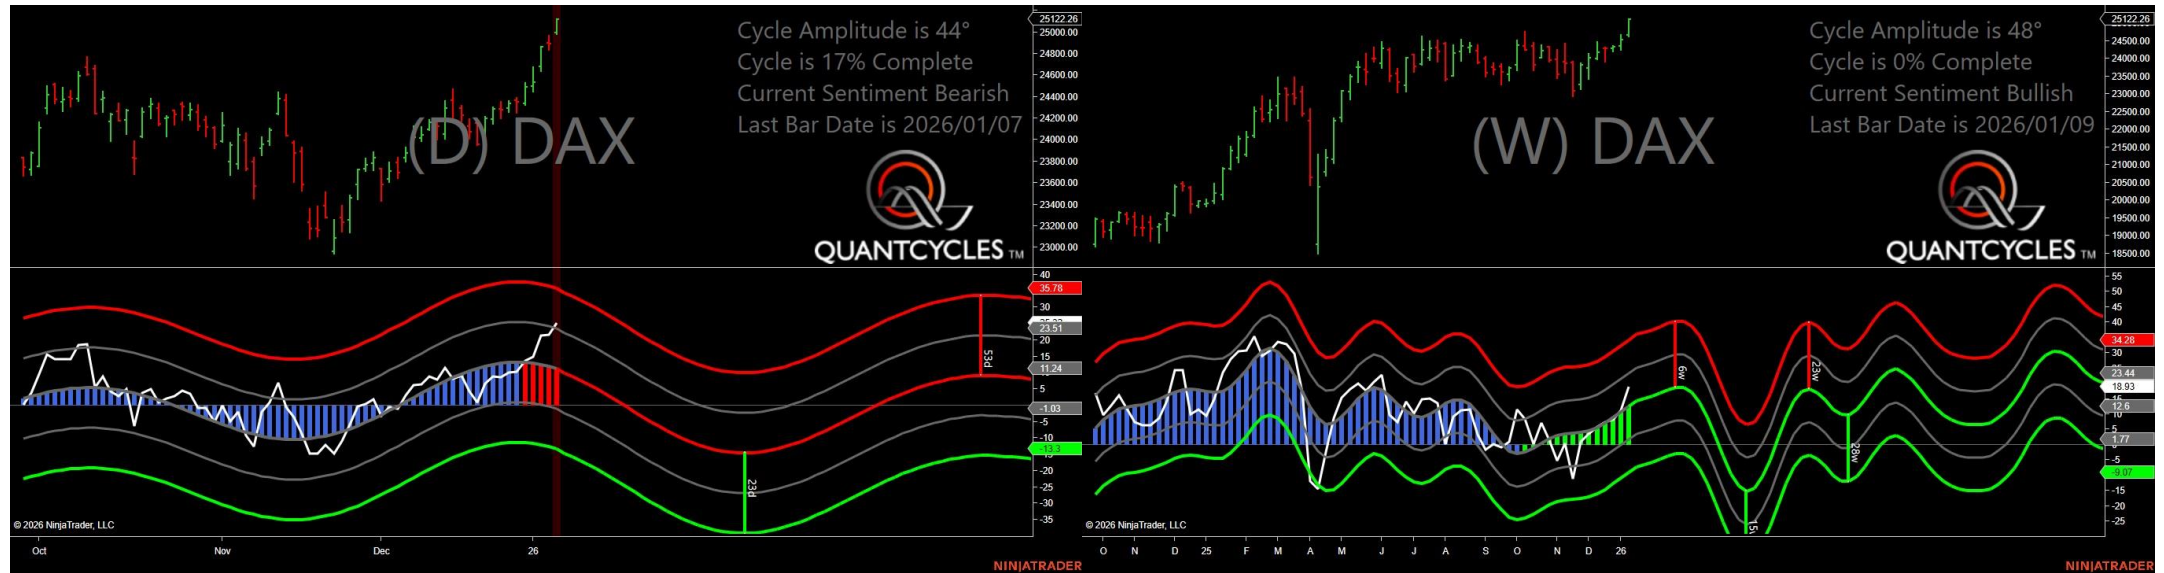 25122.26
25000.00
24800.00
24600.00
24400.00
24200.00
24000.00
23800.00
23600.00
23400.00
23200.00
23000.00
Cycle Amplitude is 44°
Cycle is 17% Complete
Current Sentiment Bearish
Last Bar Date is 2026/01/07
(D) DAX
QUANTCYCLES TM
40
35.78
30
23.51
20
15
11.24
5
-1.03
-5
-10
-13.3
-15
-20
-25
-30
-35
53d
23d
© 2026 NinjaTrader, LLC
Oct Nov Dec 26
NINJATRADER
25122.26
24500.00
24000.00
23500.00
23000.00
22500.00
22000.00
21500.00
21000.00
20500.00
20000.00
19500.00
19000.00
18500.00
Cycle Amplitude is 48°
Cycle is 0% Complete
Current Sentiment Bullish
Last Bar Date is 2026/01/09
(W) DAX
QUANTCYCLES TM
55
50
45
40
34.28
30
23.44
18.93
12.6
10
5
1.77
-5
-9.07
-15
-20
-25
23w
28w
© 2026 NinjaTrader, LLC
O N D 25 F M A M J J A S O N D 26
NINJATRADER